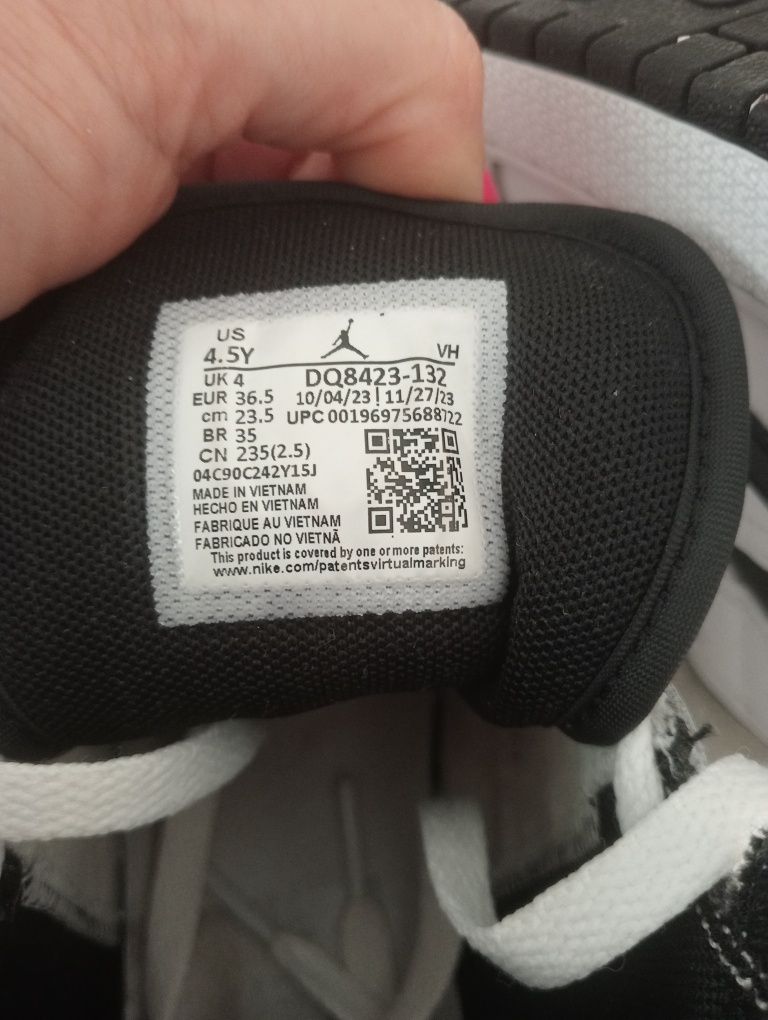 US
4.5Y VH
UK 4 DQ8423-132
EUR 36.5 10/04/23 | 11/27/23
cm 23.5 UPC 00196975688722
BR 35
CN 235(2.5)
04C90C242Y15J
MADE IN VIETNAM
HECHO EN VIETNAM
FABRIQUE AU VIETNAM
FABRICADO NO VIETNÃ
This product is covered by one or more patents:
www.nike.com/patentsvirtualmarking